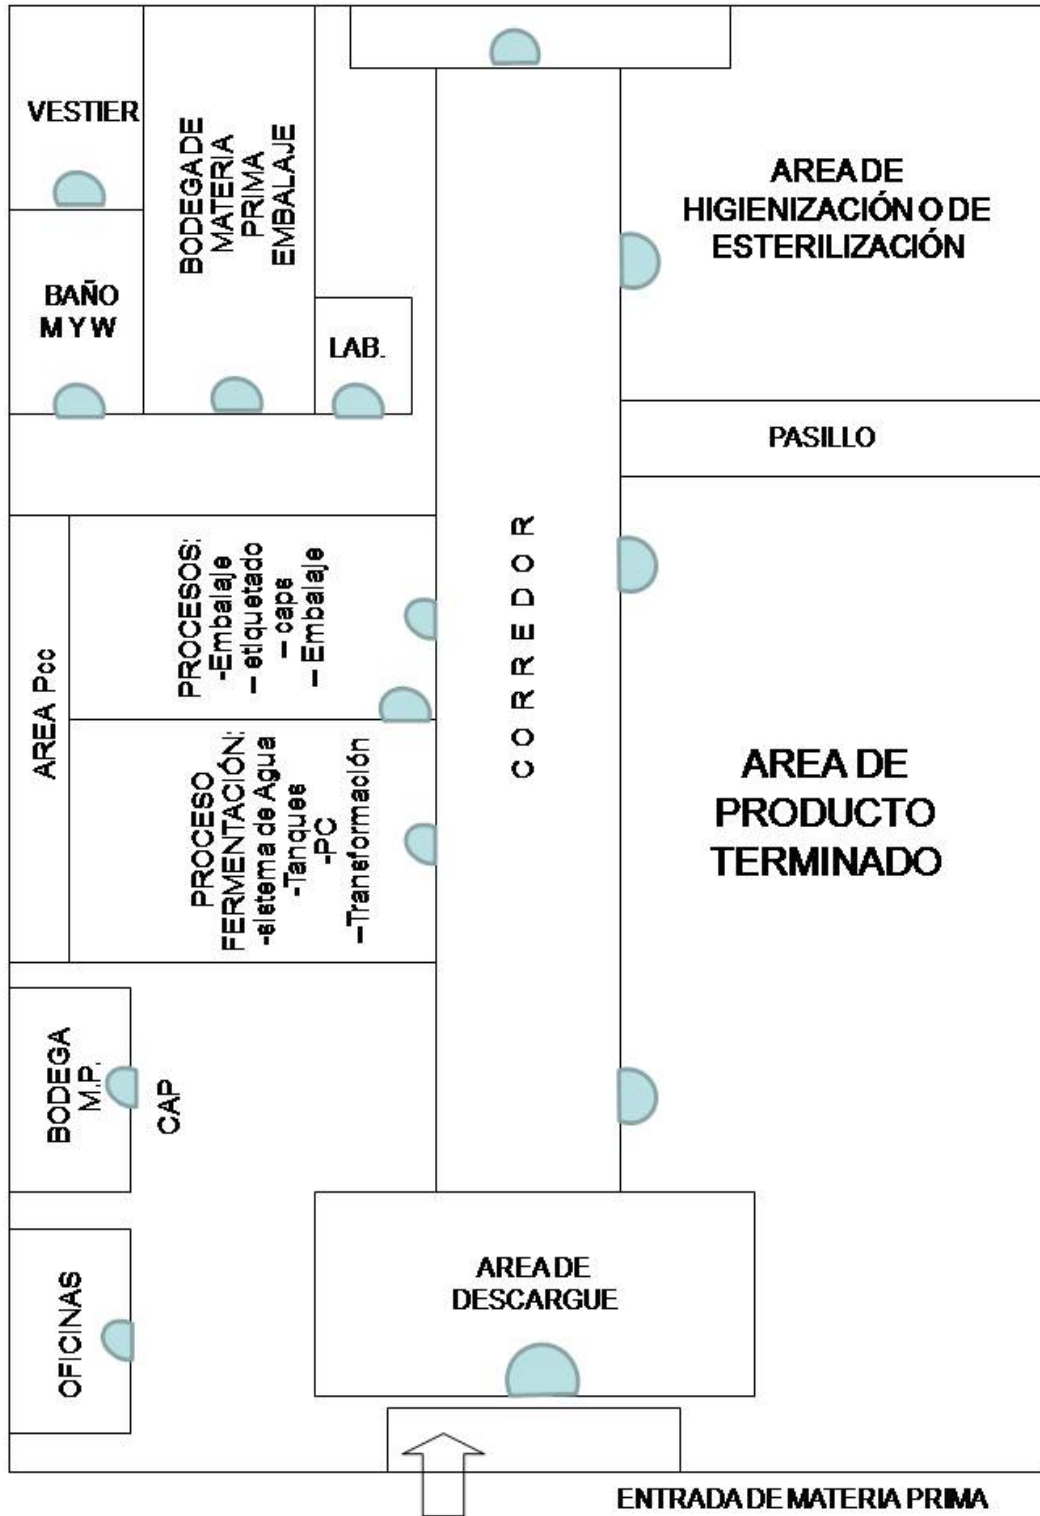 VESTIER
BODEGA DE
MATERIA
PRIMA
EMBALAJE
AREA DE
HIGIENIZACIÓN O DE
ESTERILIZACIÓN
BAÑO
M Y W
LAB.
PASILLO
PROCESOS:
-Embalaje
– etiquetado
– caps
– Embalaje
CORREDOR
AREA Pcc
PROCESO
FERMENTACIÓN:
-sistema de Agua
-Tanques
-PC
–Transformación
AREA DE
PRODUCTO
TERMINADO
BODEGA
M.P.
CAP
AREA DE
DESCARGUE
OFICINAS
ENTRADA DE MATERIA PRIMA